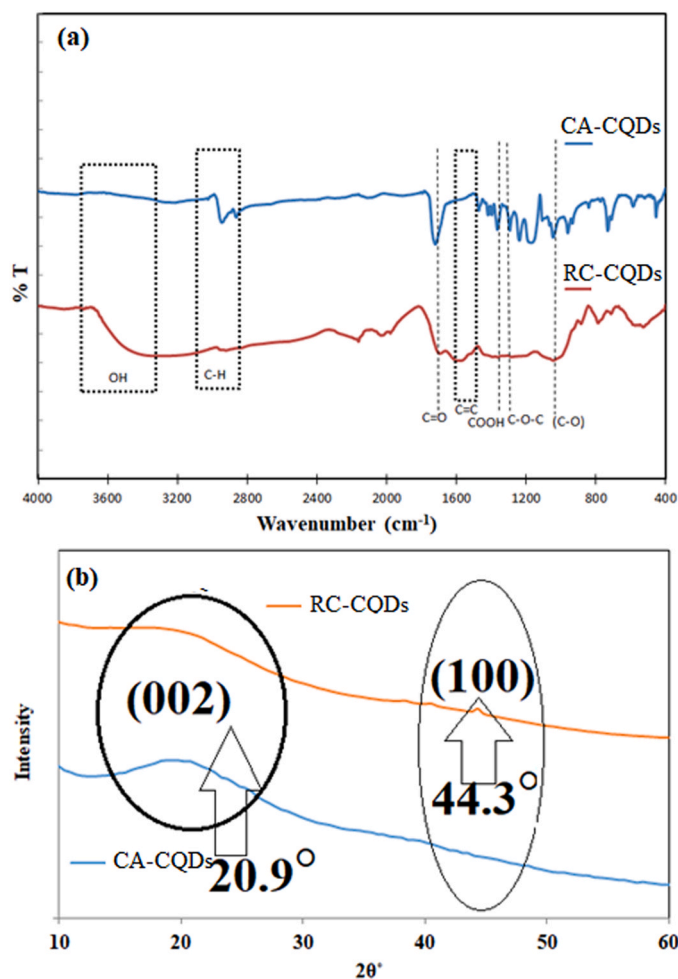 (a)
CA-CQDs
RC-CQDs
% T
OH
C-H
C=O
C=C
COOH
C-O-C
(C-O)
4000 3600 3200 2800 2400 2000 1600 1200 800 400
Wavenumber (cm-1)
(b)
RC-CQDs
(002)
(100)
Intensity
44.3°
CA-CQDs
20.9°
10 20 30 40 50 60
2θ°